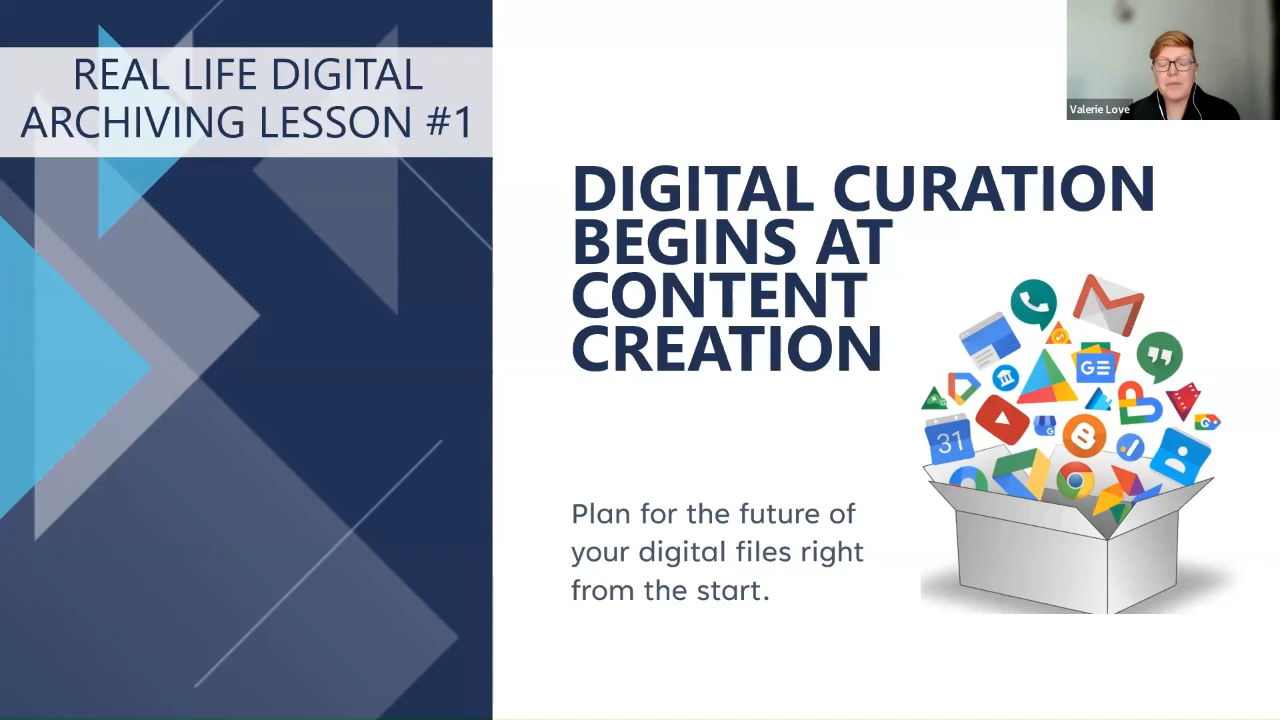 REAL LIFE DIGITAL
ARCHIVING LESSON #1
Valerie Love
DIGITAL CURATION
BEGINS AT
CONTENT
CREATION
31
Plan for the future of
your digital files right
from the start.